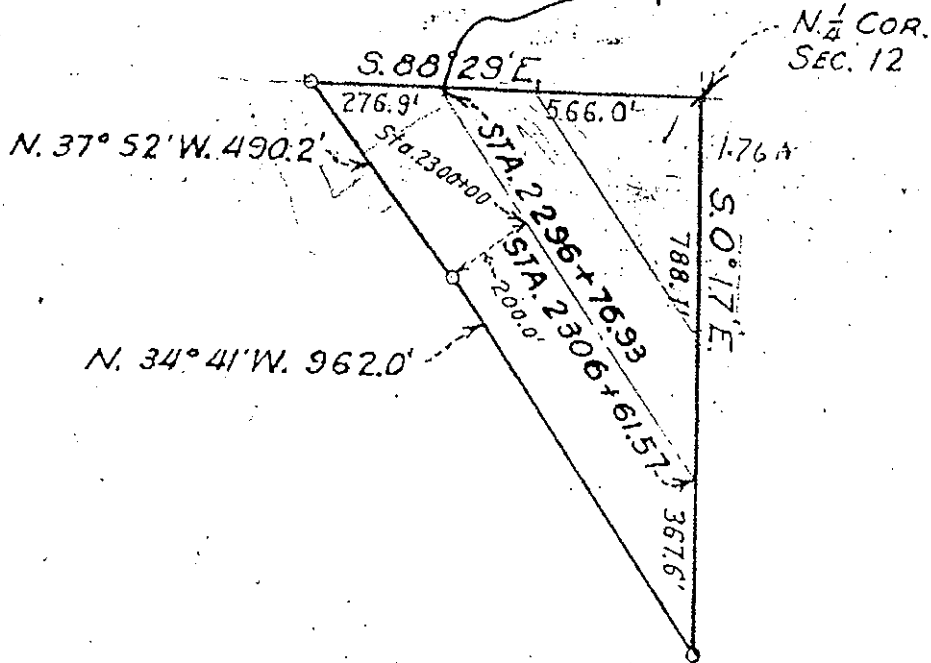 N. 1/4 COR.
SEC. 12
S. 88° 29' E.
276.9'
566.0'
N. 37° 52' W. 490.2'
Sta. 2300+00
STA. 2296+76.93
1.76 A
S. 0° 17' E.
788.1'
STA. 2306+61.57
200.0'
N. 34° 41' W. 962.0'
367.6'